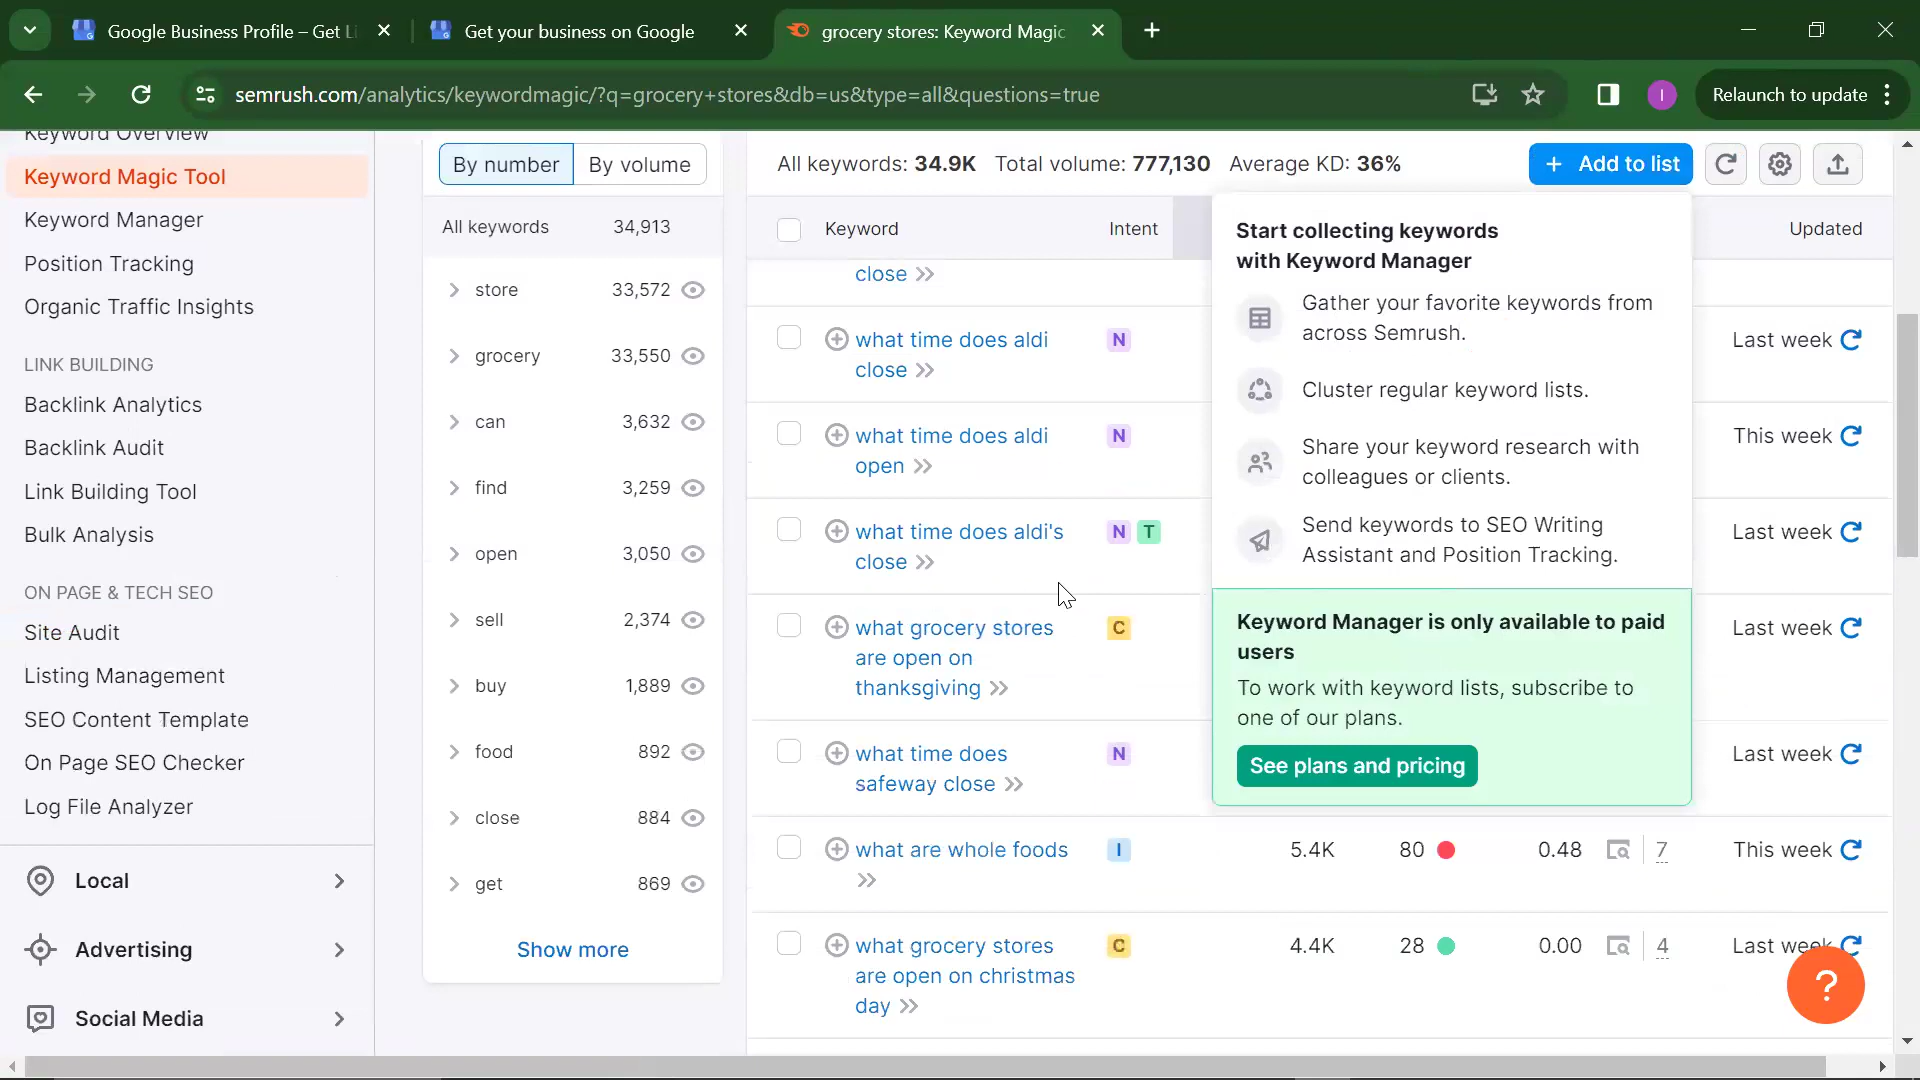 Google Business Profile – Get Li
Get your business on Google
grocery stores: Keyword Magic
semrush.com/analytics/keywordmagic/?q=grocery+stores&db=us&type=all&questions=true
I
Relaunch to update
Keyword Overview
Keyword Magic Tool
Keyword Manager
Position Tracking
Organic Traffic Insights
LINK BUILDING
Backlink Analytics
Backlink Audit
Link Building Tool
Bulk Analysis
ON PAGE & TECH SEO
Site Audit
Listing Management
SEO Content Template
On Page SEO Checker
Log File Analyzer
Local
Advertising
Social Media
By number By volume
All keywords 34,913
store 33,572
grocery 33,550
can 3,632
find 3,259
open 3,050
sell 2,374
buy 1,889
food 892
close 884
get 869
Show more
All keywords: 34.9K Total volume: 777,130 Average KD: 36%
+ Add to list
Keyword Intent Updated
close
what time does aldi N Last week
close
what time does aldi N This week
open
what time does aldi's N T Last week
close
what grocery stores C Last week
are open on
thanksgiving
what time does N Last week
safeway close
what are whole foods I 5.4K 80 0.48 7 This week
what grocery stores C 4.4K 28 0.00 4 Last week
are open on christmas
day
Start collecting keywords
with Keyword Manager
Gather your favorite keywords from
across Semrush.
Cluster regular keyword lists.
Share your keyword research with
colleagues or clients.
Send keywords to SEO Writing
Assistant and Position Tracking.
Keyword Manager is only available to paid
users
To work with keyword lists, subscribe to
one of our plans.
See plans and pricing
?